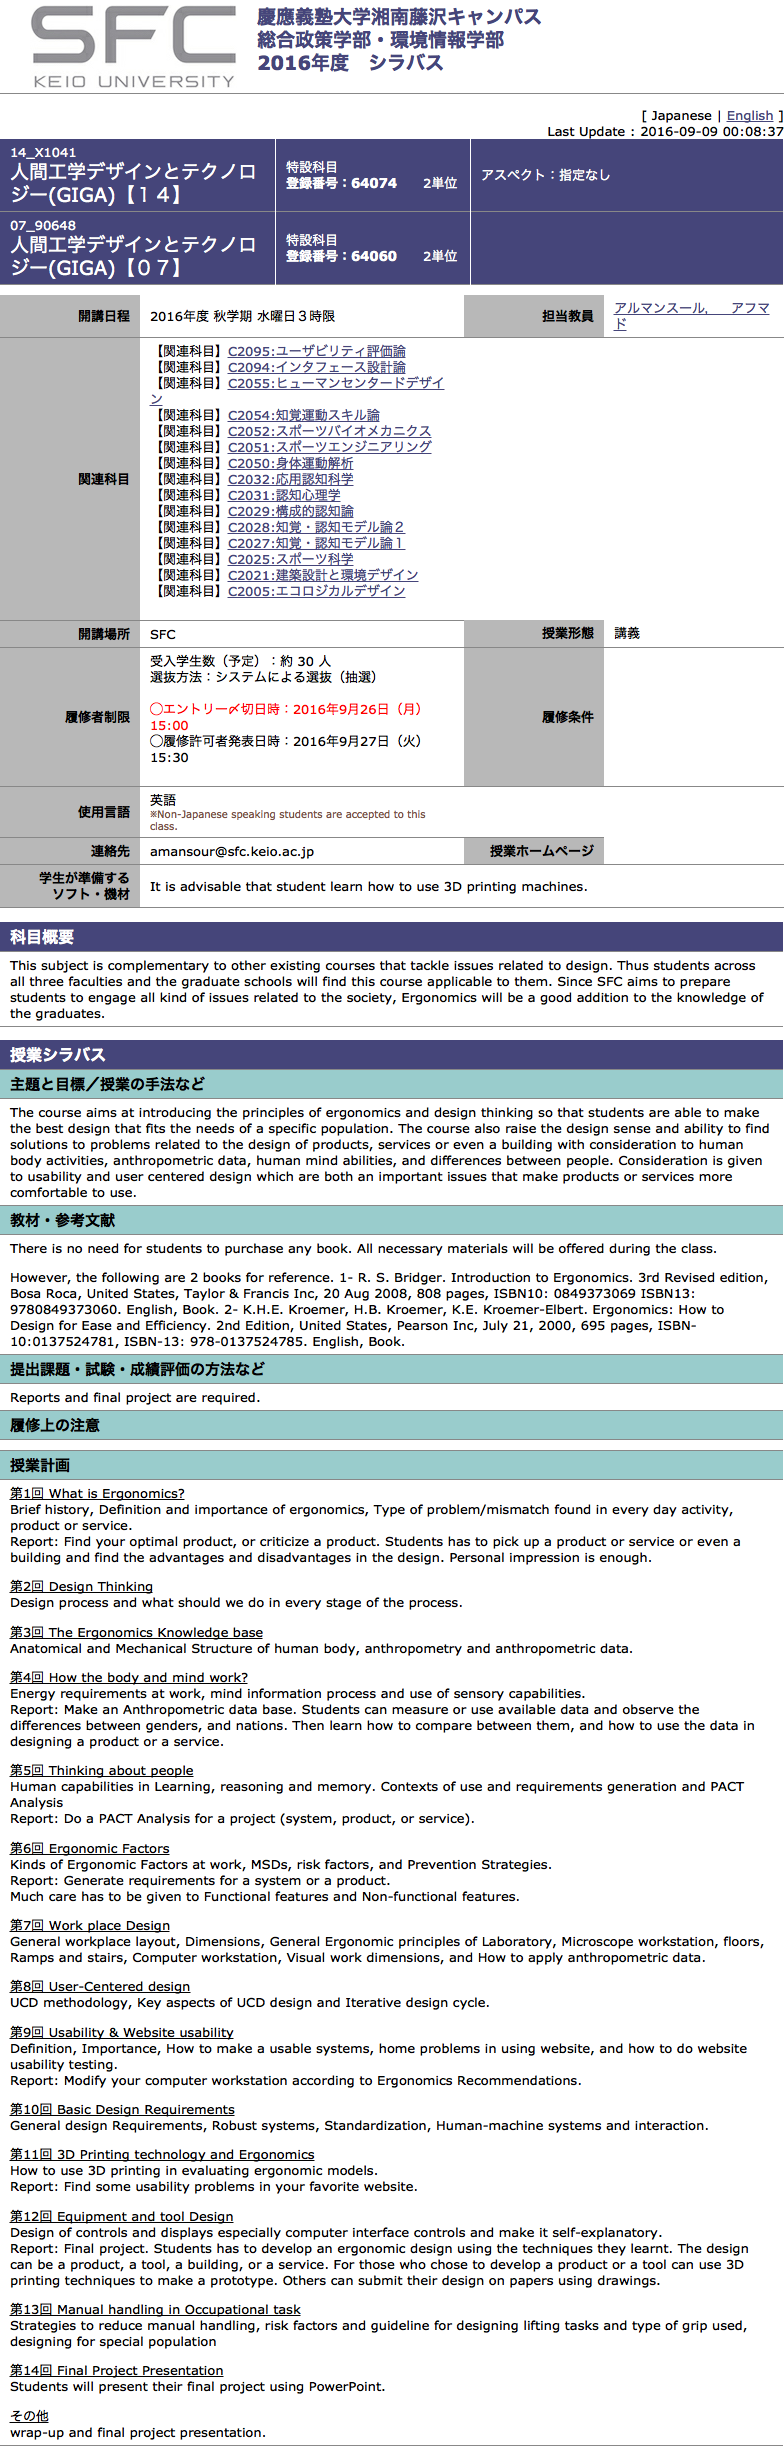 SFC
KEIO UNIVERSITY
慶應義塾大学湘南藤沢キャンパス
総合政策学部・環境情報学部
2016年度　シラバス
[ Japanese | English ]
Last Update : 2016-09-09 00:08:37
14_X1041
人間工学デザインとテクノロ
ジー(GIGA)【１４】
特設科目
登録番号：64074　　2単位
アスペクト：指定なし
07_90648
人間工学デザインとテクノロ
ジー(GIGA)【０７】
特設科目
登録番号：64060　　2単位
開講日程
2016年度 秋学期 水曜日３時限
担当教員
アルマンスール,　　アフマ
ド
関連科目
【関連科目】C2095:ユーザビリティ評価論
【関連科目】C2094:インタフェース設計論
【関連科目】C2055:ヒューマンセンタードデザイ
ン
【関連科目】C2054:知覚運動スキル論
【関連科目】C2052:スポーツバイオメカニクス
【関連科目】C2051:スポーツエンジニアリング
【関連科目】C2050:身体運動解析
【関連科目】C2032:応用認知科学
【関連科目】C2031:認知心理学
【関連科目】C2029:構成的認知論
【関連科目】C2028:知覚・認知モデル論２
【関連科目】C2027:知覚・認知モデル論１
【関連科目】C2025:スポーツ科学
【関連科目】C2021:建築設計と環境デザイン
【関連科目】C2005:エコロジカルデザイン
開講場所
SFC
授業形態
講義
履修者制限
受入学生数（予定）：約 30 人
選抜方法：システムによる選抜（抽選）
◯エントリー〆切日時：2016年9月26日（月）
15:00
◯履修許可者発表日時：2016年9月27日（火）
15:30
履修条件
使用言語
英語
※Non-Japanese speaking students are accepted to this
class.
連絡先
amansour@sfc.keio.ac.jp
授業ホームページ
学生が準備する
ソフト・機材
It is advisable that student learn how to use 3D printing machines.
科目概要
This subject is complementary to other existing courses that tackle issues related to design. Thus students across
all three faculties and the graduate schools will find this course applicable to them. Since SFC aims to prepare
students to engage all kind of issues related to the society, Ergonomics will be a good addition to the knowledge of
the graduates.
授業シラバス
主題と目標／授業の手法など
The course aims at introducing the principles of ergonomics and design thinking so that students are able to make
the best design that fits the needs of a specific population. The course also raise the design sense and ability to find
solutions to problems related to the design of products, services or even a building with consideration to human
body activities, anthropometric data, human mind abilities, and differences between people. Consideration is given
to usability and user centered design which are both an important issues that make products or services more
comfortable to use.
教材・参考文献
There is no need for students to purchase any book. All necessary materials will be offered during the class.
However, the following are 2 books for reference. 1- R. S. Bridger. Introduction to Ergonomics. 3rd Revised edition,
Bosa Roca, United States, Taylor & Francis Inc, 20 Aug 2008, 808 pages, ISBN10: 0849373069 ISBN13:
9780849373060. English, Book. 2- K.H.E. Kroemer, H.B. Kroemer, K.E. Kroemer-Elbert. Ergonomics: How to
Design for Ease and Efficiency. 2nd Edition, United States, Pearson Inc, July 21, 2000, 695 pages, ISBN-
10:0137524781, ISBN-13: 978-0137524785. English, Book.
提出課題・試験・成績評価の方法など
Reports and final project are required.
履修上の注意
授業計画
第1回 What is Ergonomics?
Brief history, Definition and importance of ergonomics, Type of problem/mismatch found in every day activity,
product or service.
Report: Find your optimal product, or criticize a product. Students has to pick up a product or service or even a
building and find the advantages and disadvantages in the design. Personal impression is enough.
第2回 Design Thinking
Design process and what should we do in every stage of the process.
第3回 The Ergonomics Knowledge base
Anatomical and Mechanical Structure of human body, anthropometry and anthropometric data.
第4回 How the body and mind work?
Energy requirements at work, mind information process and use of sensory capabilities.
Report: Make an Anthropometric data base. Students can measure or use available data and observe the
differences between genders, and nations. Then learn how to compare between them, and how to use the data in
designing a product or a service.
第5回 Thinking about people
Human capabilities in Learning, reasoning and memory. Contexts of use and requirements generation and PACT
Analysis
Report: Do a PACT Analysis for a project (system, product, or service).
第6回 Ergonomic Factors
Kinds of Ergonomic Factors at work, MSDs, risk factors, and Prevention Strategies.
Report: Generate requirements for a system or a product.
Much care has to be given to Functional features and Non-functional features.
第7回 Work place Design
General workplace layout, Dimensions, General Ergonomic principles of Laboratory, Microscope workstation, floors,
Ramps and stairs, Computer workstation, Visual work dimensions, and How to apply anthropometric data.
第8回 User-Centered design
UCD methodology, Key aspects of UCD design and Iterative design cycle.
第9回 Usability & Website usability
Definition, Importance, How to make a usable systems, home problems in using website, and how to do website
usability testing.
Report: Modify your computer workstation according to Ergonomics Recommendations.
第10回 Basic Design Requirements
General design Requirements, Robust systems, Standardization, Human-machine systems and interaction.
第11回 3D Printing technology and Ergonomics
How to use 3D printing in evaluating ergonomic models.
Report: Find some usability problems in your favorite website.
第12回 Equipment and tool Design
Design of controls and displays especially computer interface controls and make it self-explanatory.
Report: Final project. Students has to develop an ergonomic design using the techniques they learnt. The design
can be a product, a tool, a building, or a service. For those who chose to develop a product or a tool can use 3D
printing techniques to make a prototype. Others can submit their design on papers using drawings.
第13回 Manual handling in Occupational task
Strategies to reduce manual handling, risk factors and guideline for designing lifting tasks and type of grip used,
designing for special population
第14回 Final Project Presentation
Students will present their final project using PowerPoint.
その他
wrap-up and final project presentation.